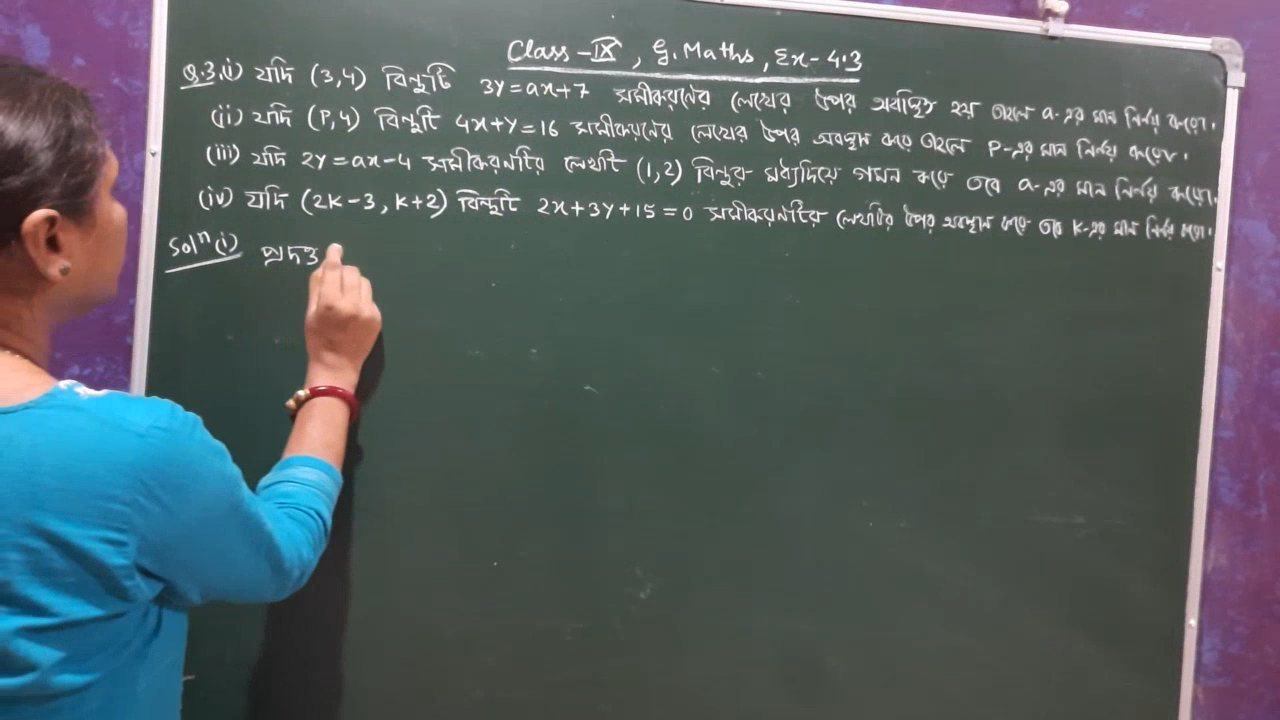 Class - IX, G. Maths, Ex - 4.3
Q.3.i) যদি (3,4) বিন্দুটি 3y=ax+7 সমীকরণের লেখের উপর অবস্থিত হয় তাহলে a-এর মান নির্ণয় করো।
(ii) যদি (P,4) বিন্দুটি 4x+y=16 সমীকরণের লেখের উপর অবস্থান করে তাহলে P-এর মান নির্ণয় করো।
(iii) যদি 2y=ax-4 সমীকরণটির লেখটি (1,2) বিন্দুর মধ্যদিয়ে গমন করে তবে a-এর মান নির্ণয় করো।
(iv) যদি (2K-3, K+2) বিন্দুটি 2x+3y+15=0 সমীকরণটির লেখটির উপর অবস্থান করে তবে K-এর মান নির্ণয় করো।
Solⁿ (i) প্রদত্ত